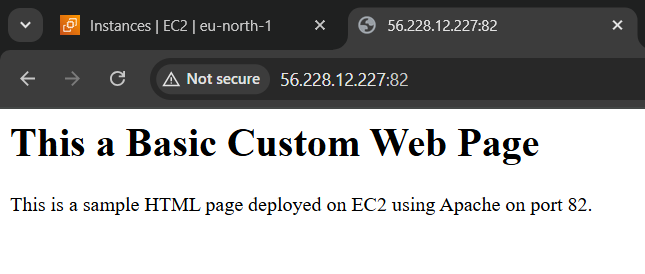 Instances | EC2 | eu-north-1
56.228.12.227:82
Not secure
56.228.12.227:82
This a Basic Custom Web Page
This is a sample HTML page deployed on EC2 using Apache on port 82.